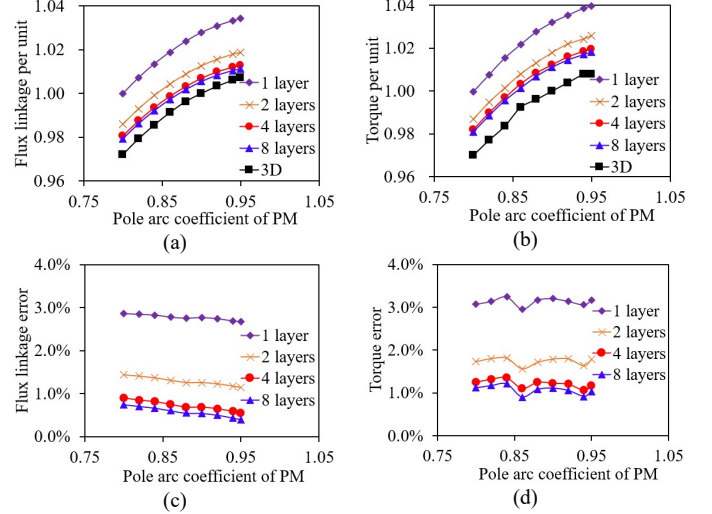 1.04
1.02
1.00
0.98
0.96
Flux linkage per unit
1 layer
2 layers
4 layers
8 layers
3D
0.75
0.85
0.95
1.05
Pole arc coefficient of PM
(a)
1.04
1.02
1.00
0.98
0.96
Torque per unit
1 layer
2 layers
4 layers
8 layers
3D
0.75
0.85
0.95
1.05
Pole arc coefficient of PM
(b)
4.0%
3.0%
2.0%
1.0%
0.0%
Flux linkage error
1 layer
2 layers
4 layers
8 layers
0.75
0.85
0.95
1.05
Pole arc coefficient of PM
(c)
4.0%
3.0%
2.0%
1.0%
0.0%
Torque error
1 layer
2 layers
4 layers
8 layers
0.75
0.85
0.95
1.05
Pole arc coefficient of PM
(d)